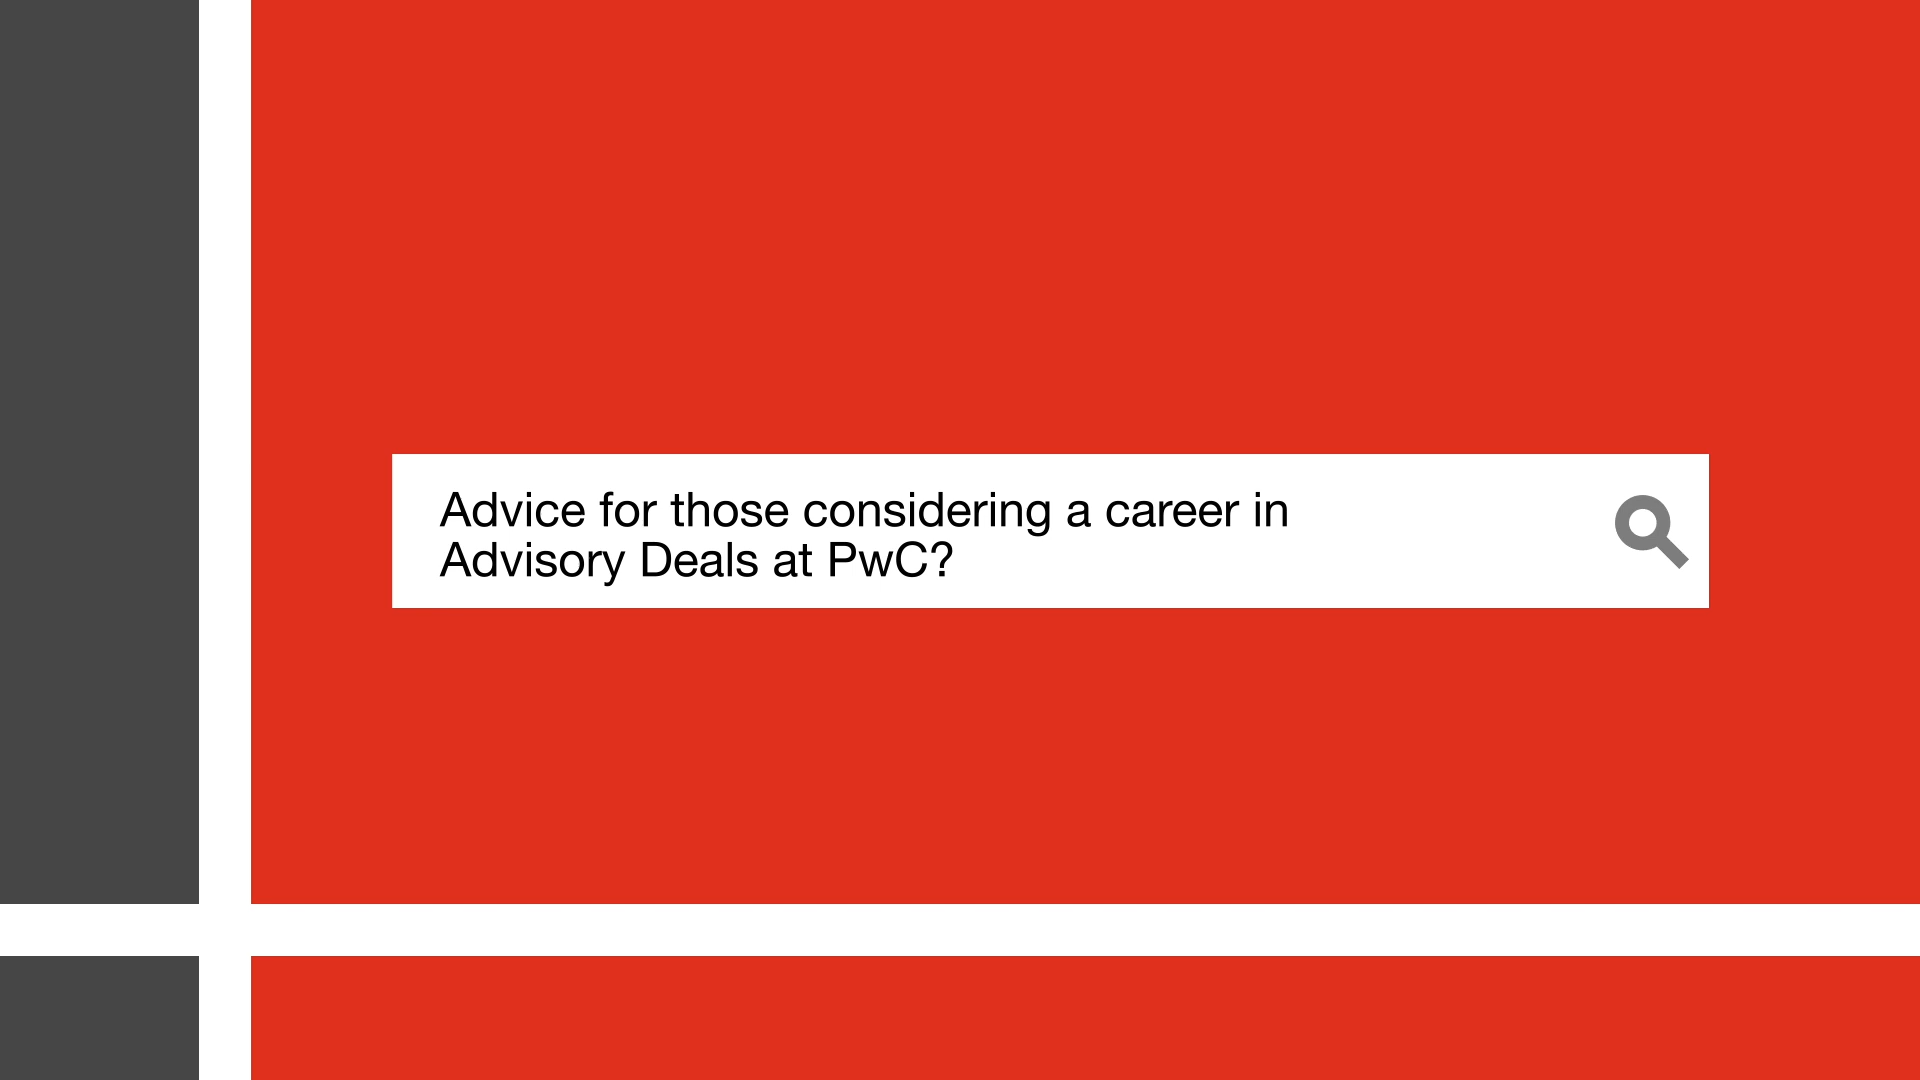 Advice for those considering a career in
Advisory Deals at PwC?